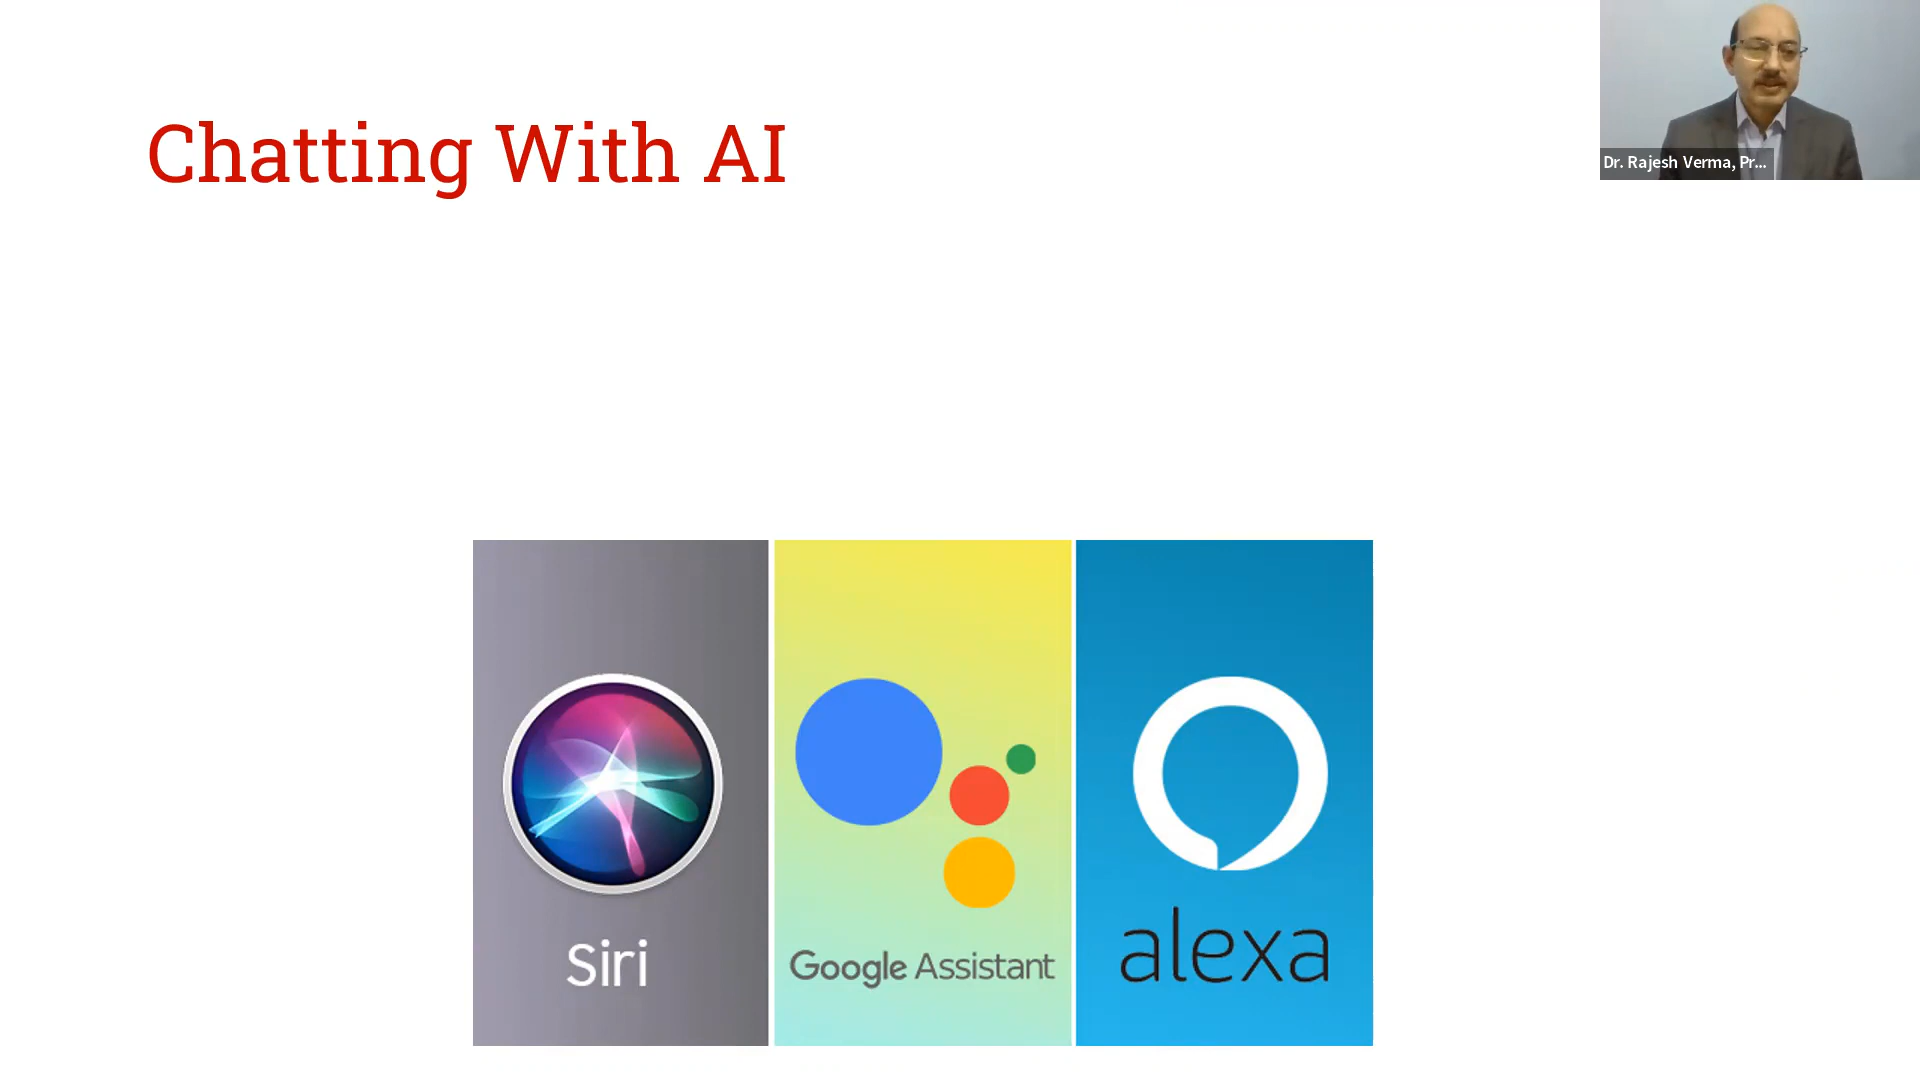 Chatting With AI
Dr. Rajesh Verma, Pr...
Siri
Google Assistant
alexa